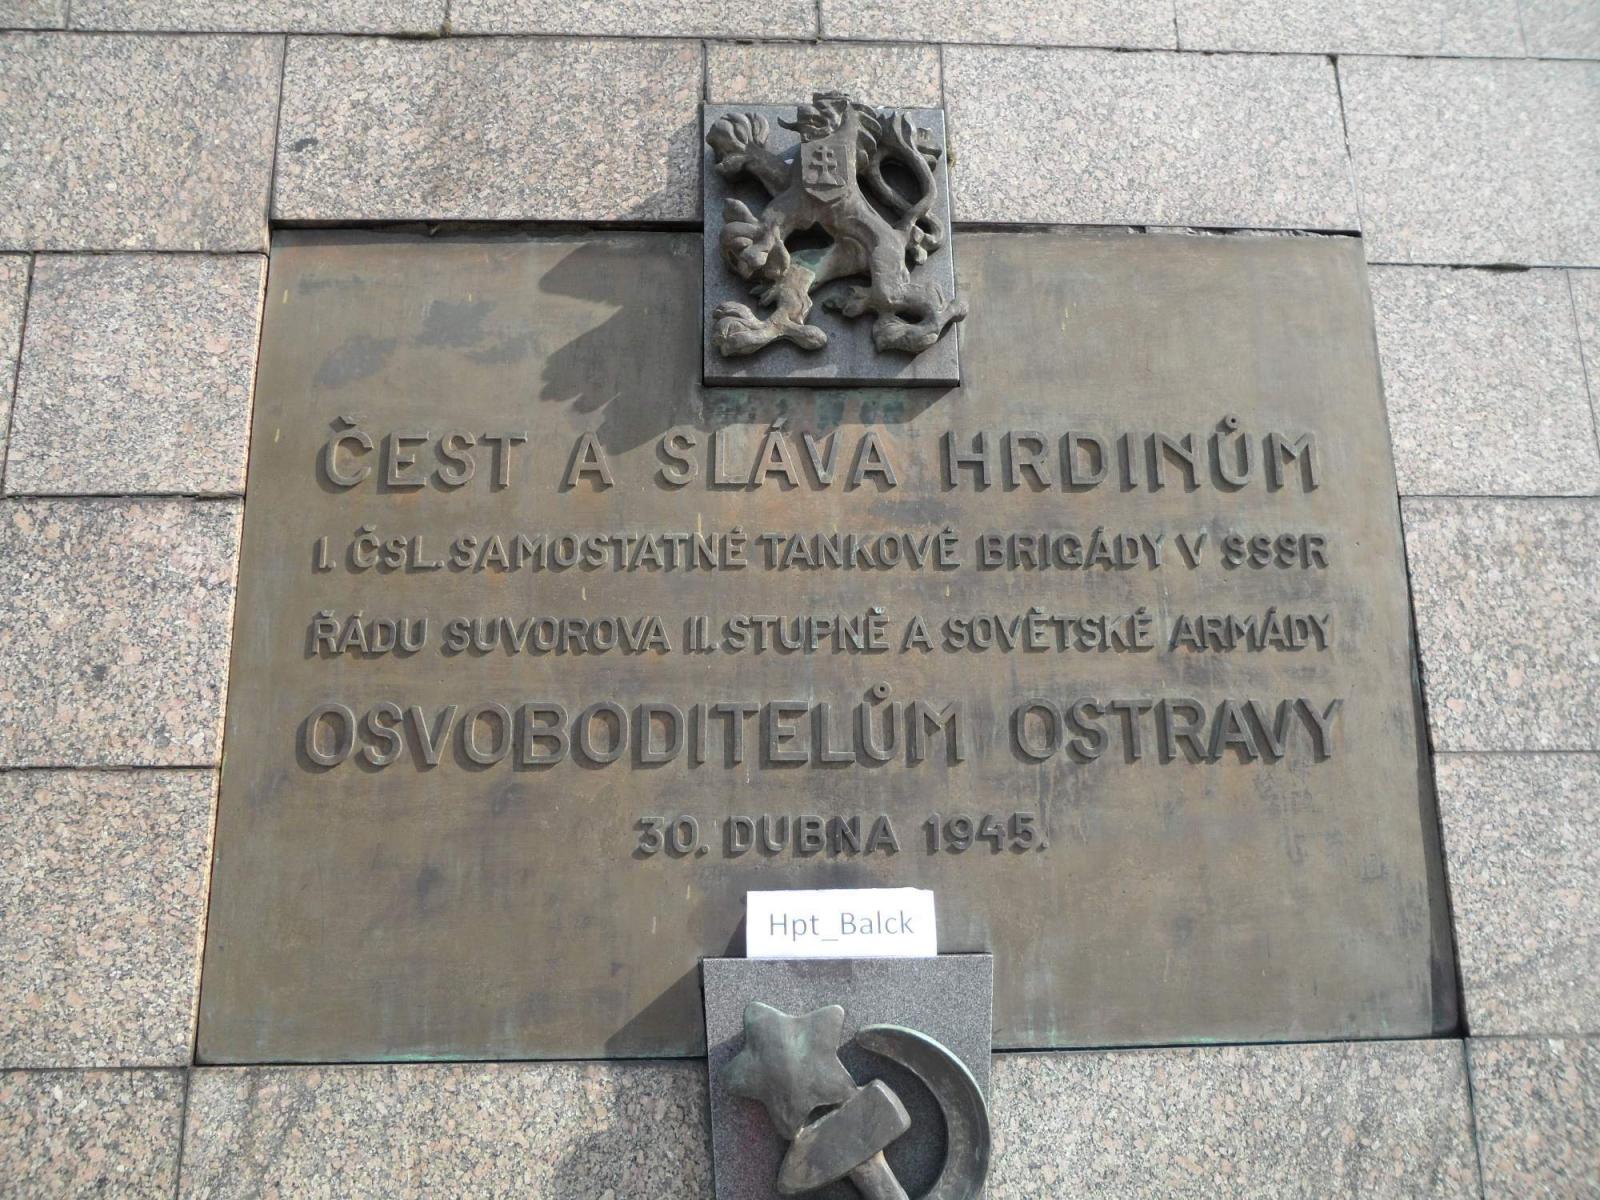 ČEST A SLÁVA HRDINŮM
I. ČSL. SAMOSTATNÉ TANKOVÉ BRIGÁDY V SSSR
ŘÁDU SUVOROVA II. STUPNĚ A SOVĚTSKÉ ARMÁDY
OSVOBODITELŮM OSTRAVY
30. DUBNA 1945.
Hpt_Balck